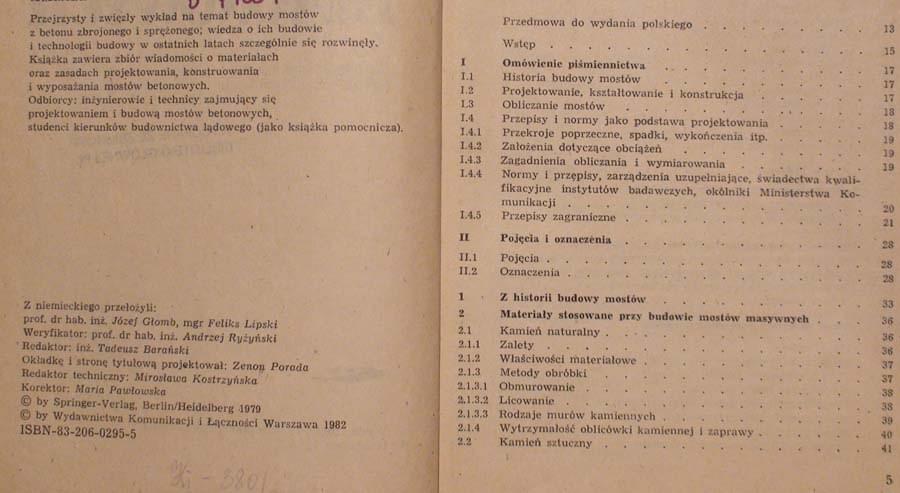 Przejrzysty i zwięzły wykład na temat budowy mostów
z betonu zbrojonego i sprężonego; wiedza o ich budowie
i technologii budowy w ostatnich latach szczególnie się rozwinęły.
Książka zawiera zbiór wiadomości o materiałach
oraz zasadach projektowania, konstruowania
i wyposażania mostów betonowych.
Odbiorcy: inżynierowie i technicy zajmujący się
projektowaniem i budową mostów betonowych,
studenci kierunków budownictwa lądowego (jako książka pomocnicza).
Z niemieckiego przełożyli:
prof. dr hab. inż. Józef Głomb, mgr Feliks Lipski
Weryfikator: prof. dr hab. inż. Andrzej Ryżyński
Redaktor: inż. Tadeusz Barański
Okładkę i stronę tytułową projektował: Zenon Porada
Redaktor techniczny: Mirosława Kostrzyńska
Korektor: Maria Pawłowska
© by Springer-Verlag, Berlin/Heidelberg 1979
© by Wydawnictwa Komunikacji i Łączności Warszawa 1982
ISBN-83-206-0295-5
Przedmowa do wydania polskiego . . . . . . . 13
Wstęp . . . . . . . . . . . . 15
I Omówienie piśmiennictwa . . . . . . . . 17
I.1 Historia budowy mostów . . . . . . . . 17
I.2 Projektowanie, kształtowanie i konstrukcja . . . . 17
I.3 Obliczanie mostów . . . . . . . . . 18
I.4 Przepisy i normy jako podstawa projektowania . . . . 18
I.4.1 Przekroje poprzeczne, spadki, wykończenia itp. . . . . 19
I.4.2 Założenia dotyczące obciążeń . . . . . . . 19
I.4.3 Zagadnienia obliczania i wymiarowania . . . . . 19
I.4.4 Normy i przepisy, zarządzenia uzupełniające, świadectwa kwali-
fikacyjne instytutów badawczych, okólniki Ministerstwa Ko-
munikacji . . . . . . . . . . . 20
I.4.5 Przepisy zagraniczne . . . . . . . . . 21
II Pojęcia i oznaczenia . . . . . . . . . 28
II.1 Pojęcia . . . . . . . . . . . . 28
II.2 Oznaczenia . . . . . . . . . . . 28
1 Z historii budowy mostów . . . . . . . . 33
2 Materiały stosowane przy budowie mostów masywnych . . 36
2.1 Kamień naturalny . . . . . . . . . . 36
2.1.1 Zalety . . . . . . . . . . . . 36
2.1.2 Właściwości materiałowe . . . . . . . . 37
2.1.3 Metody obróbki . . . . . . . . . . 37
2.1.3.1 Obmurowanie . . . . . . . . . . 38
2.1.3.2 Licowanie . . . . . . . . . . . 38
2.1.3.3 Rodzaje murów kamiennych . . . . . . . 39
2.1.4 Wytrzymałość oblicówki kamiennej i zaprawy . . . . 40
2.2 Kamień sztuczny . . . . . . . . . . 41
5